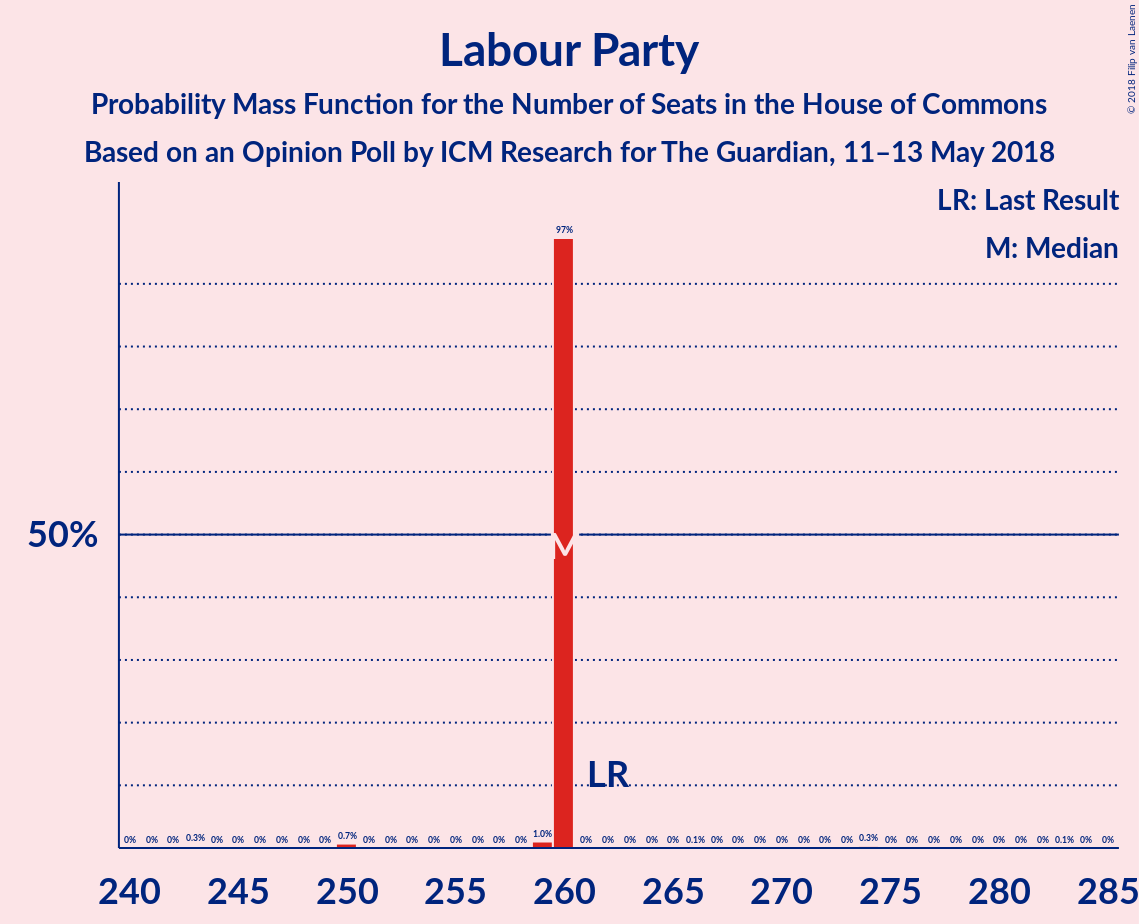 Labour Party
Probability Mass Function for the Number of Seats in the House of Commons
Based on an Opinion Poll by ICM Research for The Guardian, 11–13 May 2018
© 2018 Filip van Laenen
LR: Last Result
M: Median
97%
50%
M
LR
0% 0% 0% 0.3% 0% 0% 0% 0% 0% 0% 0.7% 0% 0% 0% 0% 0% 0% 0% 0% 1.0% 0% 0% 0% 0% 0% 0.1% 0% 0% 0% 0% 0% 0% 0% 0.3% 0% 0% 0% 0% 0% 0% 0% 0% 0.1% 0% 0%
240 245 250 255 260 265 270 275 280 285